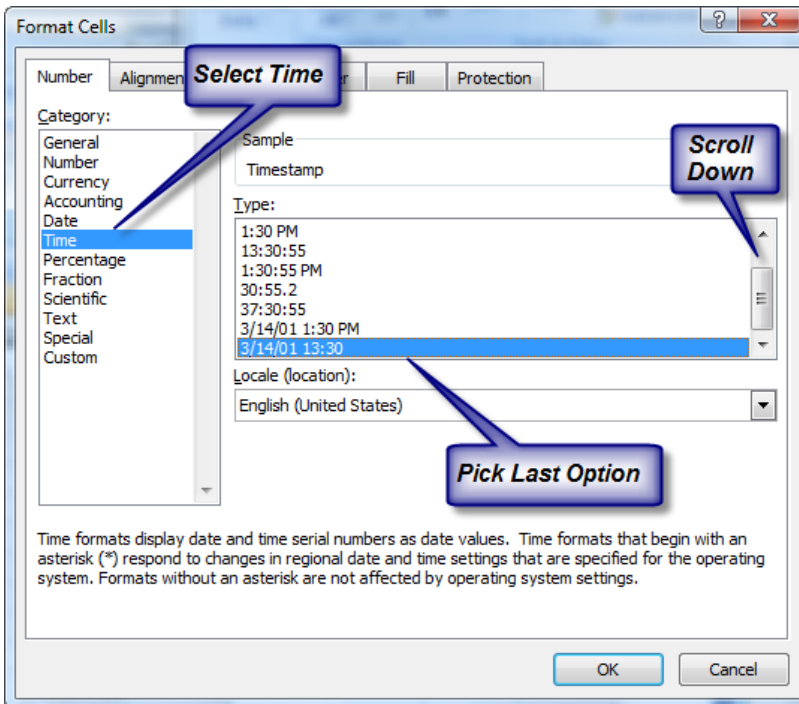 Format Cells
Number Alignmen Fill Protection
Select Time
Category:
General
Number
Currency
Accounting
Date
Time
Percentage
Fraction
Scientific
Text
Special
Custom
Sample
Timestamp
Scroll
Down
Type:
1:30 PM
13:30:55
1:30:55 PM
30:55.2
37:30:55
3/14/01 1:30 PM
3/14/01 13:30
Locale (location):
English (United States)
Pick Last Option
Time formats display date and time serial numbers as date values. Time formats that begin with an
asterisk (*) respond to changes in regional date and time settings that are specified for the operating
system. Formats without an asterisk are not affected by operating system settings.
OK Cancel